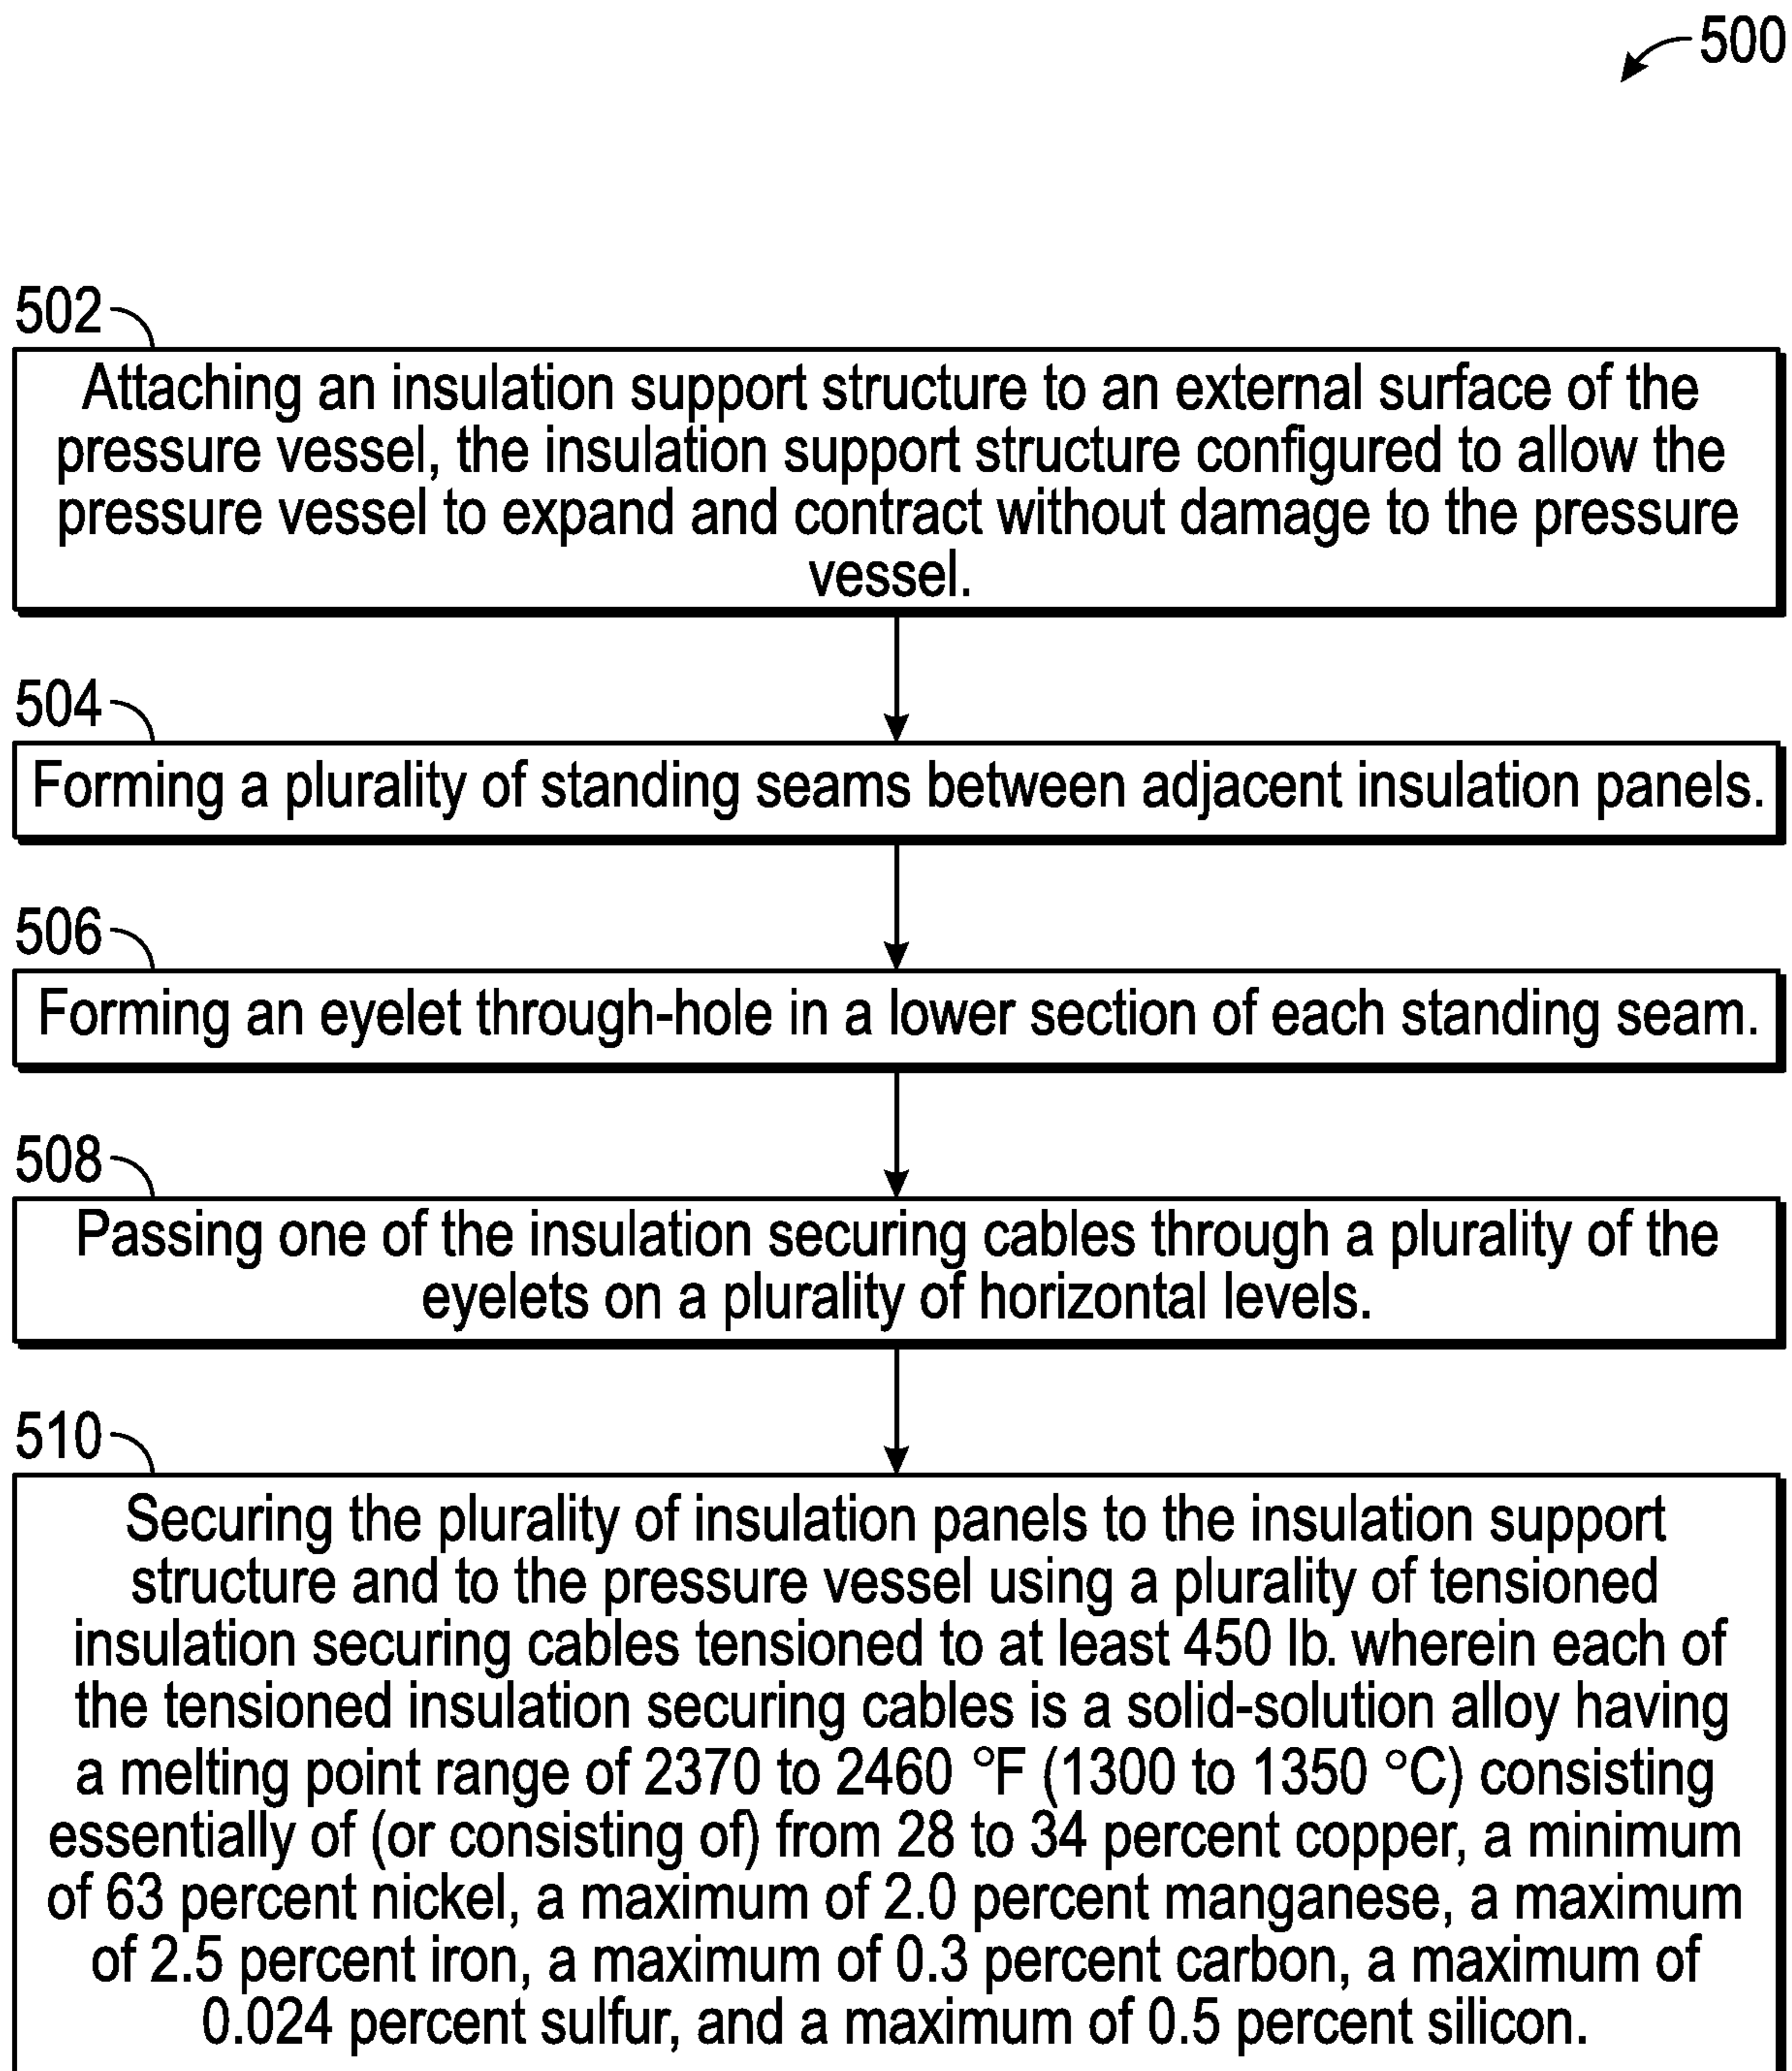 500
502
Attaching an insulation support structure to an external surface of the
pressure vessel, the insulation support structure configured to allow the
pressure vessel to expand and contract without damage to the pressure
vessel.
504
Forming a plurality of standing seams between adjacent insulation panels.
506
Forming an eyelet through-hole in a lower section of each standing seam.
508
Passing one of the insulation securing cables through a plurality of the
eyelets on a plurality of horizontal levels.
510
Securing the plurality of insulation panels to the insulation support
structure and to the pressure vessel using a plurality of tensioned
insulation securing cables tensioned to at least 450 lb. wherein each of
the tensioned insulation securing cables is a solid-solution alloy having
a melting point range of 2370 to 2460 °F (1300 to 1350 °C) consisting
essentially of (or consisting of) from 28 to 34 percent copper, a minimum
of 63 percent nickel, a maximum of 2.0 percent manganese, a maximum
of 2.5 percent iron, a maximum of 0.3 percent carbon, a maximum of
0.024 percent sulfur, and a maximum of 0.5 percent silicon.